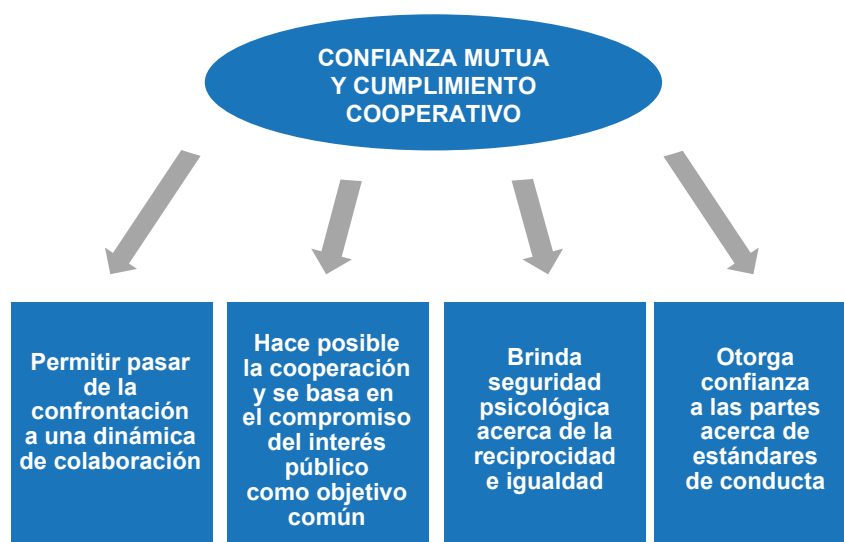 CONFIANZA MUTUA
Y CUMPLIMIENTO
COOPERATIVO
Permitir pasar
de la
confrontación
a una dinámica
de colaboración
Hace posible
la cooperación
y se basa en
el compromiso
del interés
público
como objetivo
común
Brinda
seguridad
psicológica
acerca de la
reciprocidad
e igualdad
Otorga
confianza
a las partes
acerca de
estándares
de conducta